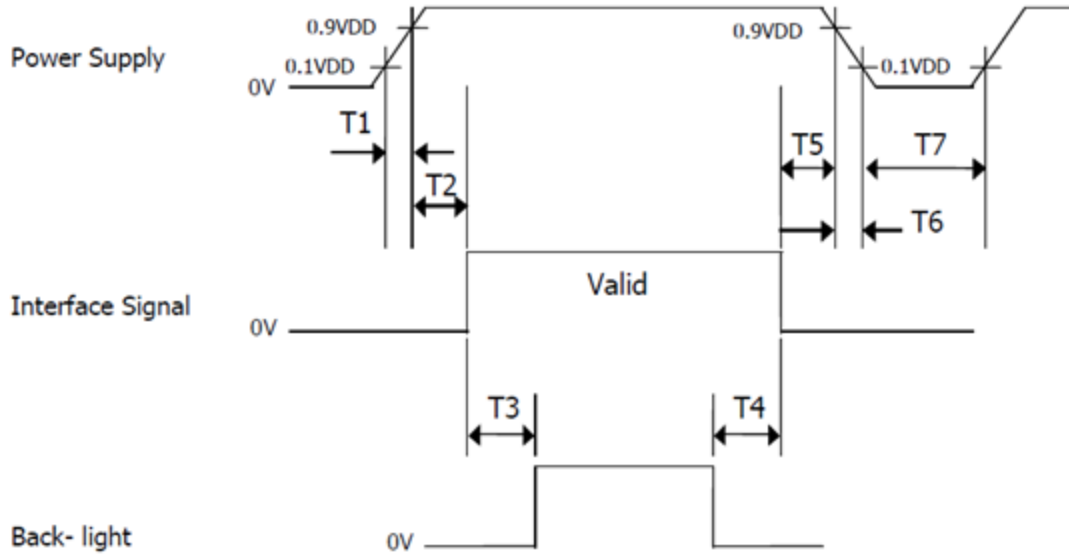 0.9VDD
0.9VDD
Power Supply
0.1VDD
0.1VDD
0V
T1
T5
T7
T2
T6
Valid
Interface Signal
0V
T3
T4
Back- light
0V